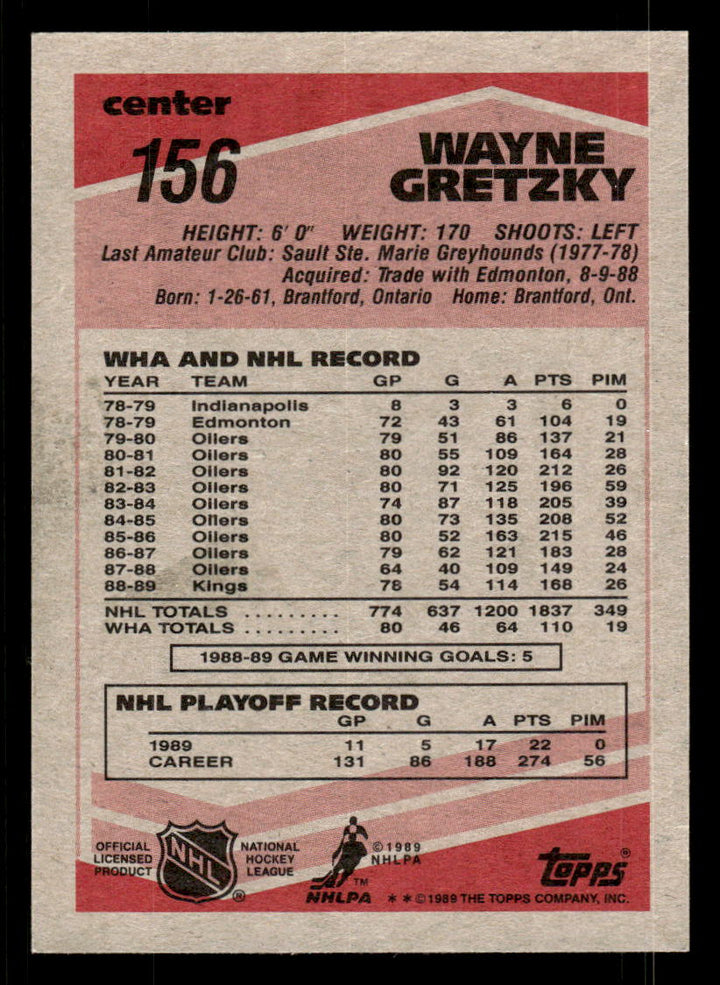 center
156
WAYNE
GRETZKY
HEIGHT: 6' 0" WEIGHT: 170 SHOOTS: LEFT
Last Amateur Club: Sault Ste. Marie Greyhounds (1977-78)
Acquired: Trade with Edmonton, 8-9-88
Born: 1-26-61, Brantford, Ontario Home: Brantford, Ont.
WHA AND NHL RECORD
YEAR TEAM GP G A PTS PIM
78-79 Indianapolis 8 3 3 6 0
78-79 Edmonton 72 43 61 104 19
79-80 Oilers 79 51 86 137 21
80-81 Oilers 80 55 109 164 28
81-82 Oilers 80 92 120 212 26
82-83 Oilers 80 71 125 196 59
83-84 Oilers 74 87 118 205 39
84-85 Oilers 80 73 135 208 52
85-86 Oilers 80 52 163 215 46
86-87 Oilers 79 62 121 183 28
87-88 Oilers 64 40 109 149 24
88-89 Kings 78 54 114 168 26
NHL TOTALS ......... 774 637 1200 1837 349
WHA TOTALS ......... 80 46 64 110 19
1988-89 GAME WINNING GOALS: 5
NHL PLAYOFF RECORD
GP G A PTS PIM
1989 11 5 17 22 0
CAREER 131 86 188 274 56
OFFICIAL
LICENSED
PRODUCT
NHL
®
NATIONAL
HOCKEY
LEAGUE
©1989
NHLPA
TM
NHLPA
topps®
**©1989 THE TOPPS COMPANY, INC.